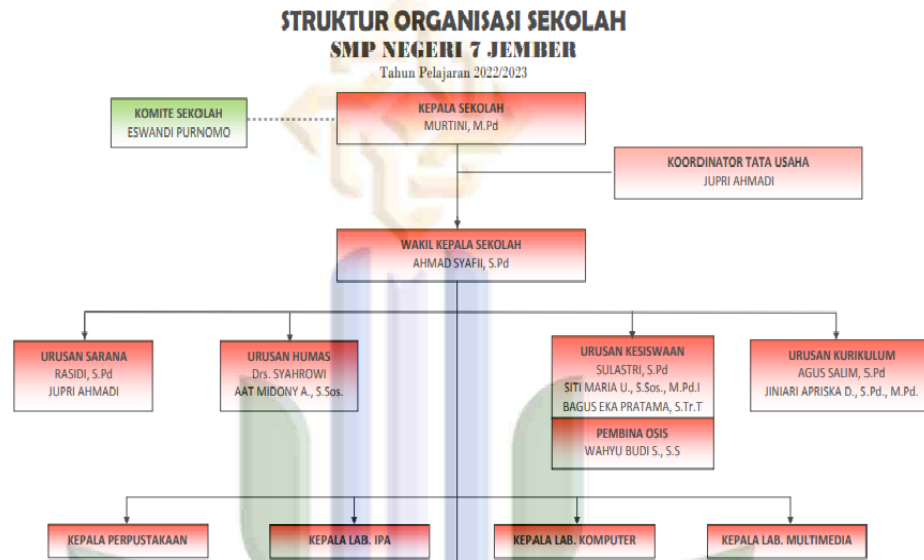 STRUKTUR ORGANISASI SEKOLAH
SMP NEGERI 7 JEMBER
Tahun Pelajaran 2022/2023
KOMITE SEKOLAH
ESWANDI PURNOMO
KEPALA SEKOLAH
MURTINI, M.Pd
KOORDINATOR TATA USAHA
JUPRI AHMADI
WAKIL KEPALA SEKOLAH
AHMAD SYAFII, S.Pd
URUSAN SARANA
RASIDI, S.Pd
JUPRI AHMADI
URUSAN HUMAS
Drs. SYAHROWI
AAT MIDONY A., S.Sos.
URUSAN KESISWAAN
SULASTRI, S.Pd
SITI MARIA U., S.Sos., M.Pd.I
BAGUS EKA PRATAMA, S.Tr.T
PEMBINA OSIS
WAHYU BUDI S., S.S
URUSAN KURIKULUM
AGUS SALIM, S.Pd
JINIARI APRISKA D., S.Pd., M.Pd.
KEPALA PERPUSTAKAAN
KEPALA LAB. IPA
KEPALA LAB. KOMPUTER
KEPALA LAB. MULTIMEDIA